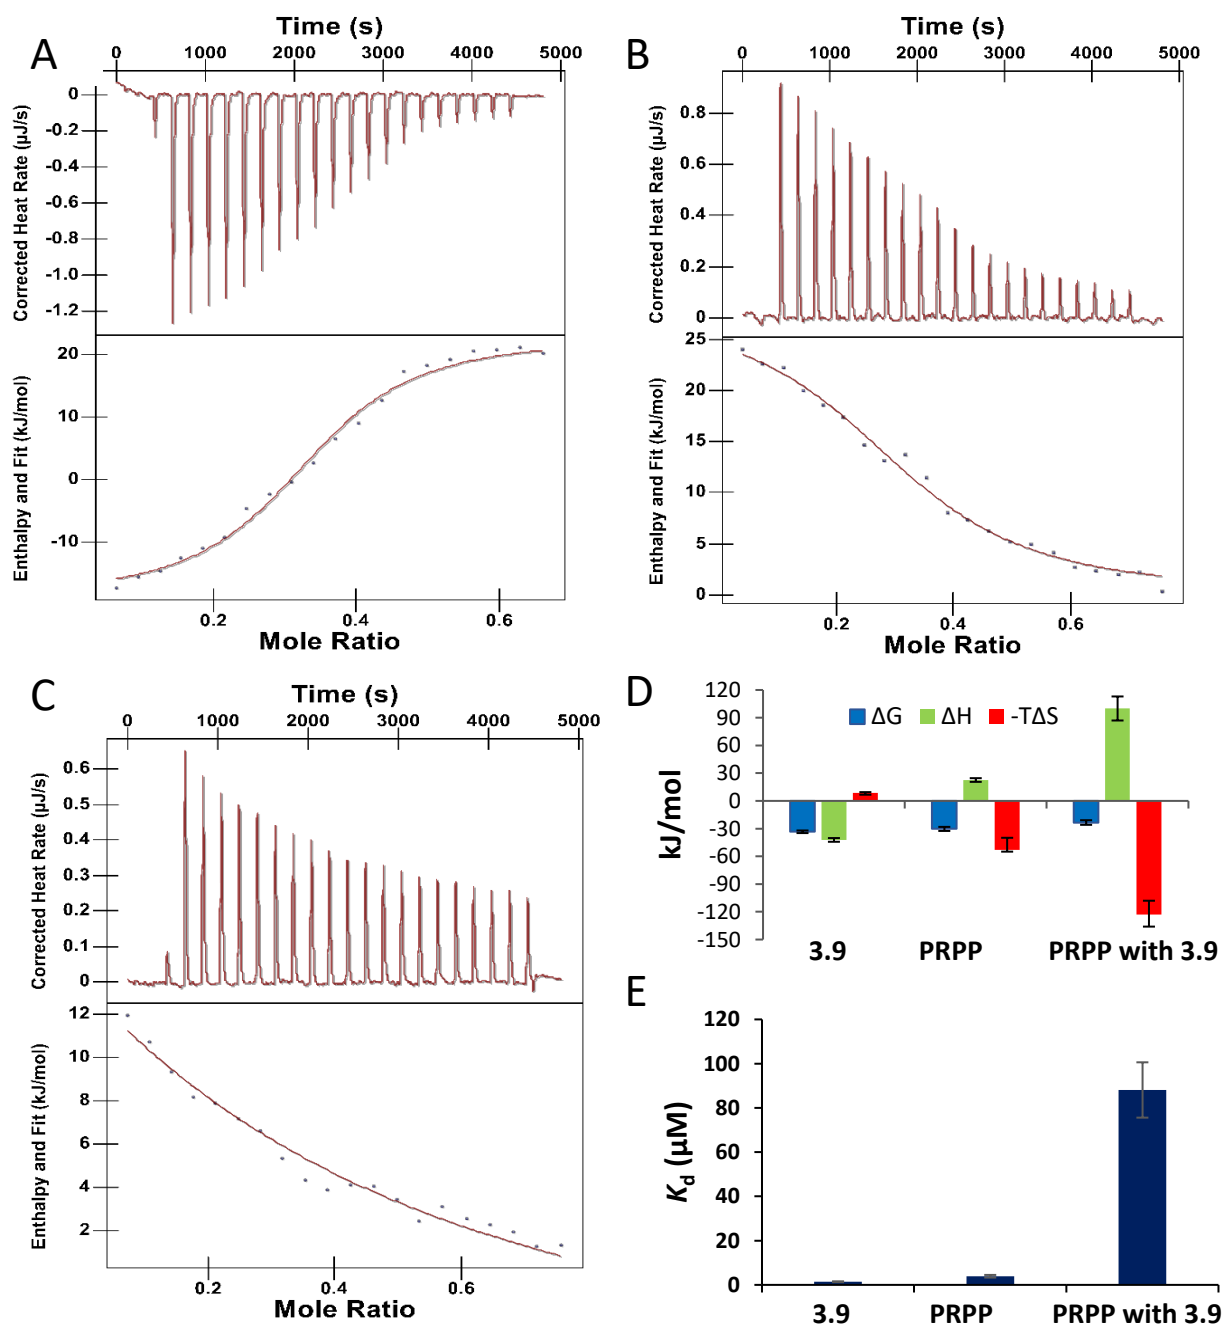 A
Time (s)
0 1000 2000 3000 4000 5000
Corrected Heat Rate (µJ/s)
0
-0.2
-0.4
-0.6
-0.8
-1.0
-1.2
Enthalpy and Fit (kJ/mol)
20
10
0
-10
0.2 0.4 0.6
Mole Ratio
B
Time (s)
0 1000 2000 3000 4000 5000
Corrected Heat Rate (µJ/s)
0.8
0.6
0.4
0.2
0
Enthalpy and Fit (kJ/mol)
25
20
15
10
5
0
0.2 0.4 0.6
Mole Ratio
C
Time (s)
0 1000 2000 3000 4000 5000
Corrected Heat Rate (µJ/s)
0.6
0.5
0.4
0.3
0.2
0.1
0
Enthalpy and Fit (kJ/mol)
12
10
8
6
4
2
0.2 0.4 0.6
Mole Ratio
D
ΔG ΔH -TΔS
kJ/mol
120
90
60
30
0
-30
-60
-90
-120
-150
3.9 PRPP PRPP with 3.9
E
Kd (µM)
120
100
80
60
40
20
0
3.9 PRPP PRPP with 3.9